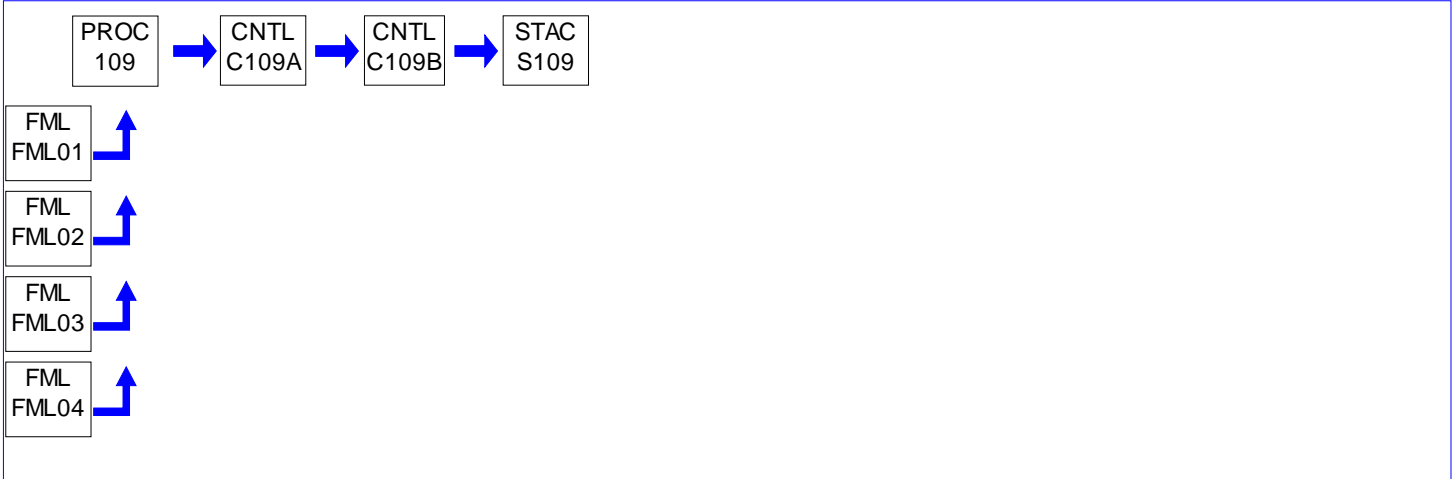 PROC
109
CNTL
C109A
CNTL
C109B
STAC
S109
FML
FML01
FML
FML02
FML
FML03
FML
FML04